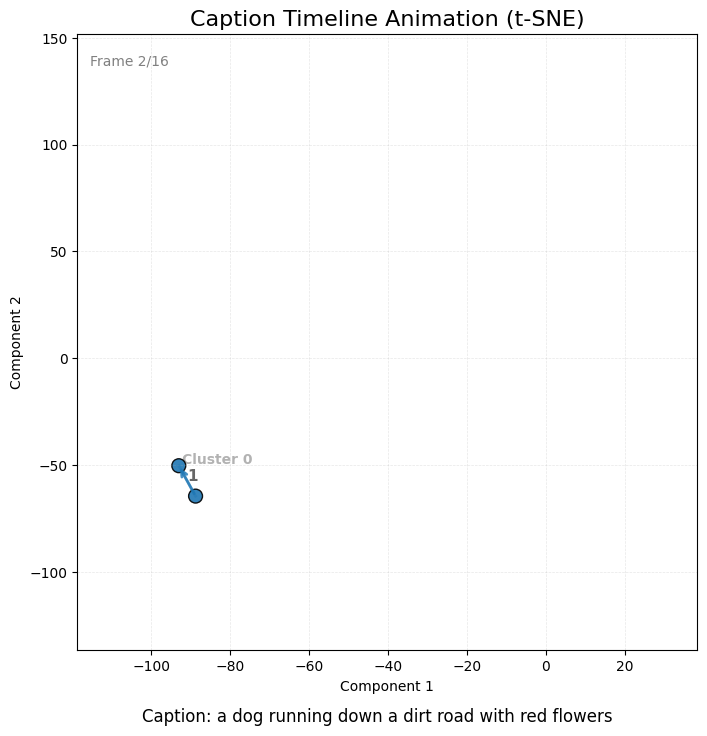 Caption Timeline Animation (t-SNE)
Frame 2/16
150
100
50
0
−50
−100
Component 2
Cluster 0
1
−100 −80 −60 −40 −20 0 20
Component 1
Caption: a dog running down a dirt road with red flowers